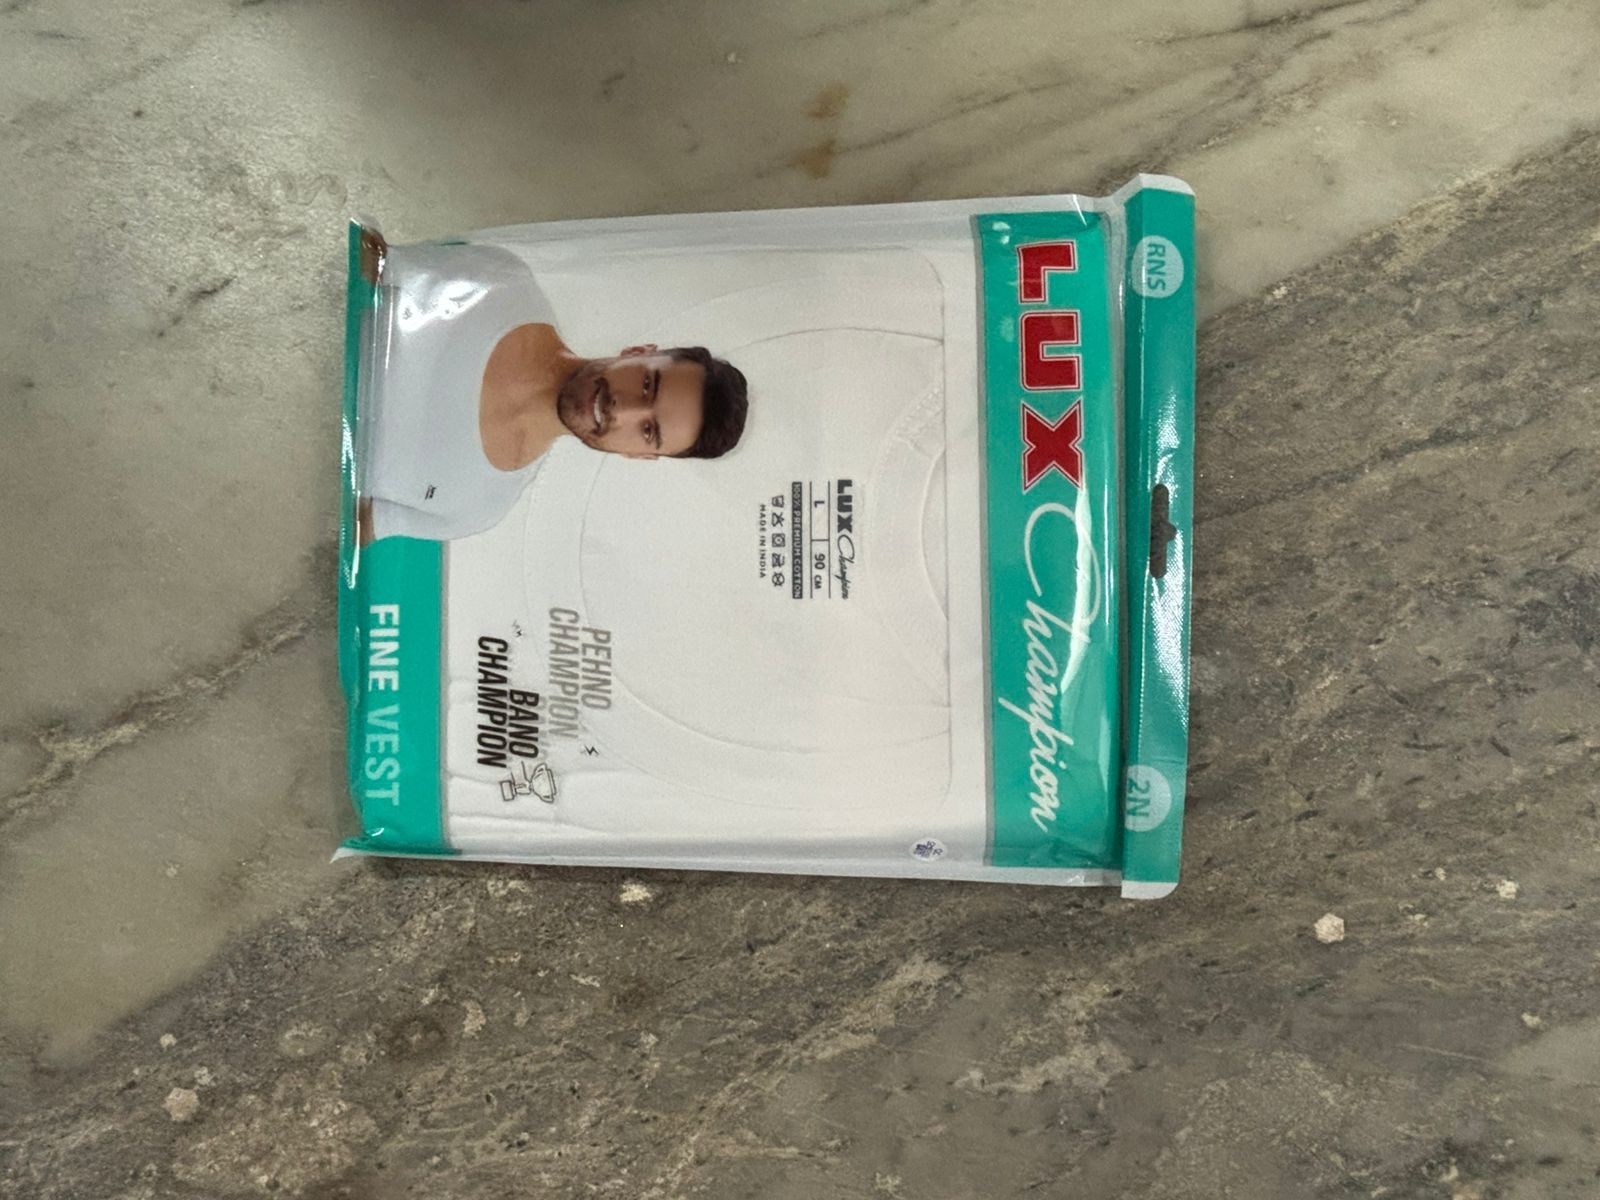 RNS
2N
LUX Champion
LUX Champion
L 90 CM
100% PREMIUM COTTON
MADE IN INDIA
PEHNO
CHAMPION
BANO
CHAMPION
FINE VEST